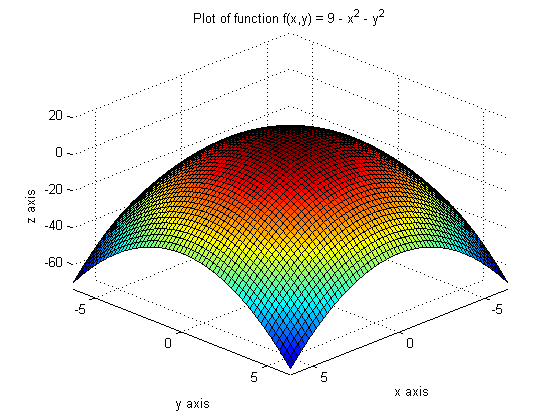 Plot of function f(x,y) = 9 - x² - y²
20
0
-20
-40
-60
z axis
-5
0
5
y axis
5
0
-5
x axis